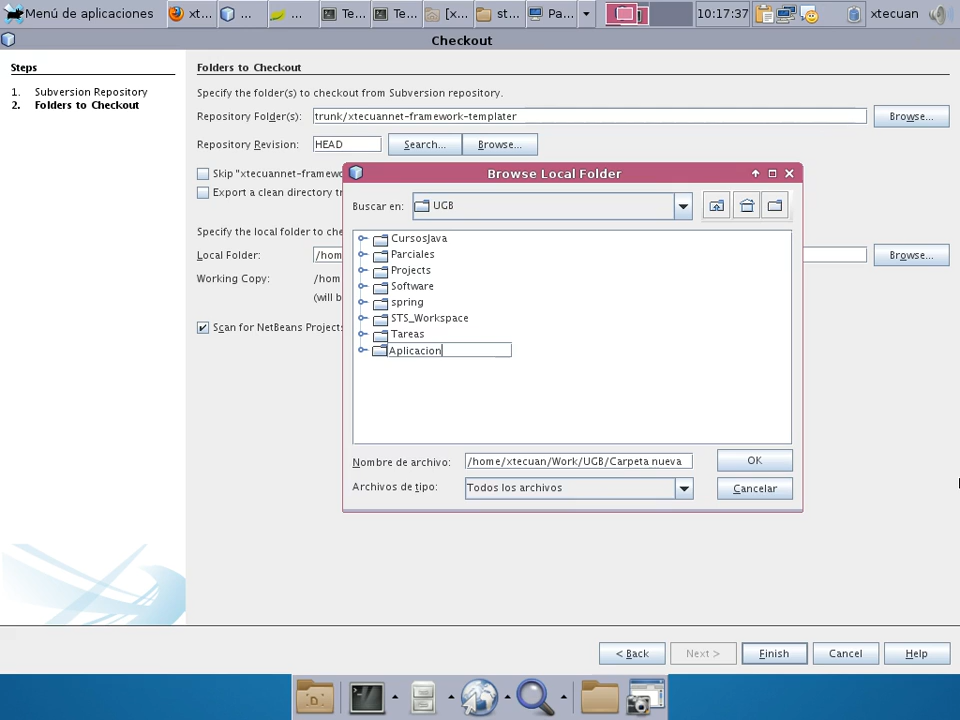 Menú de aplicaciones
xt...
...
...
Te...
Te...
[x...
st...
Pa...
10:17:37
xtecuan
Checkout
Steps
1. Subversion Repository
2. Folders to Checkout
Folders to Checkout
Specify the folder(s) to checkout from Subversion repository.
Repository Folder(s): trunk/xtecuannet-framework-templater
Browse...
Repository Revision: HEAD
Search...
Browse...
Skip "xtecuannet-framewo
Export a clean directory tr
Specify the local folder to che
Local Folder: /hom
Browse...
Working Copy: /hom
(will b
Scan for NetBeans Projects
Browse Local Folder
Buscar en: UGB
CursosJava
Parciales
Projects
Software
spring
STS_Workspace
Tareas
Aplicacion
Nombre de archivo: /home/xtecuan/Work/UGB/Carpeta nueva
OK
Archivos de tipo: Todos los archivos
Cancelar
< Back
Next >
Finish
Cancel
Help